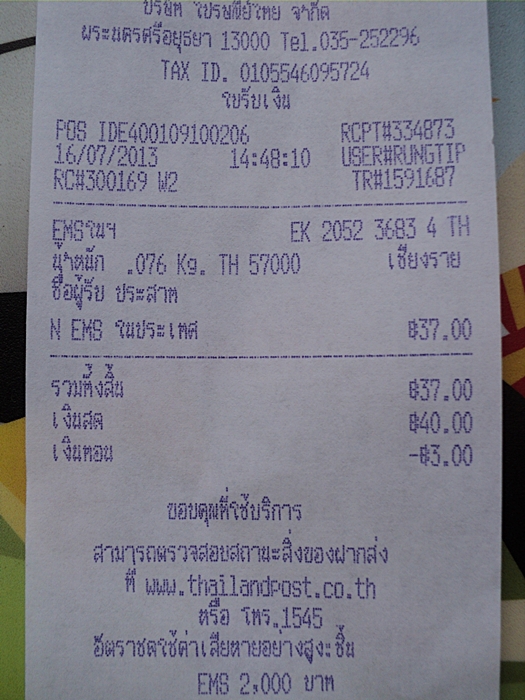 บริษัท ไปรษณีย์ไทย จำกัด
พระนครศรีอยุธยา 13000 Tel.035-252296
TAX ID. 0105546095724
ใบรับเงิน
POS IDE400109100206 RCPT#334873
16/07/2013 14:48:10 USER#RUNGTIP
RC#300169 W2 TR#1591687
EMSในฯ EK 2052 3683 4 TH
น้ำหนัก .076 Kg. TH 57000 เชียงราย
ชื่อผู้รับ ประสาท
N EMS ในประเทศ ฿37.00
รวมทั้งสิ้น ฿37.00
เงินสด ฿40.00
เงินทอน -฿3.00
ขอบคุณที่ใช้บริการ
สามารถตรวจสอบสถานะสิ่งของฝากส่ง
ที่ www.thailandpost.co.th
หรือ โทร.1545
อัตราชดใช้ค่าเสียหายอย่างสูง:ชิ้น
EMS 2,000 บาท